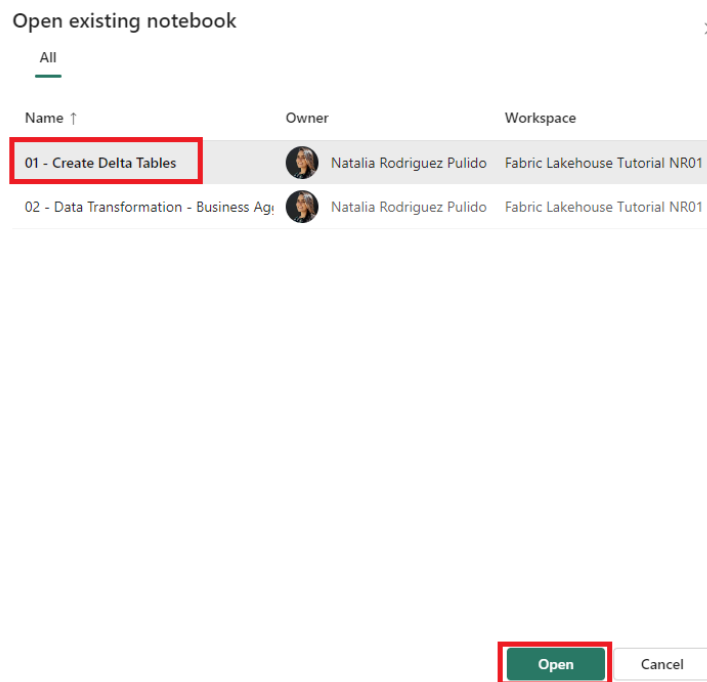 Open existing notebook
All
Name ↑ Owner Workspace
01 - Create Delta Tables Natalia Rodriguez Pulido Fabric Lakehouse Tutorial NR01
02 - Data Transformation - Business Natalia Rodriguez Pulido Fabric Lakehouse Tutorial NR01
Open Cancel